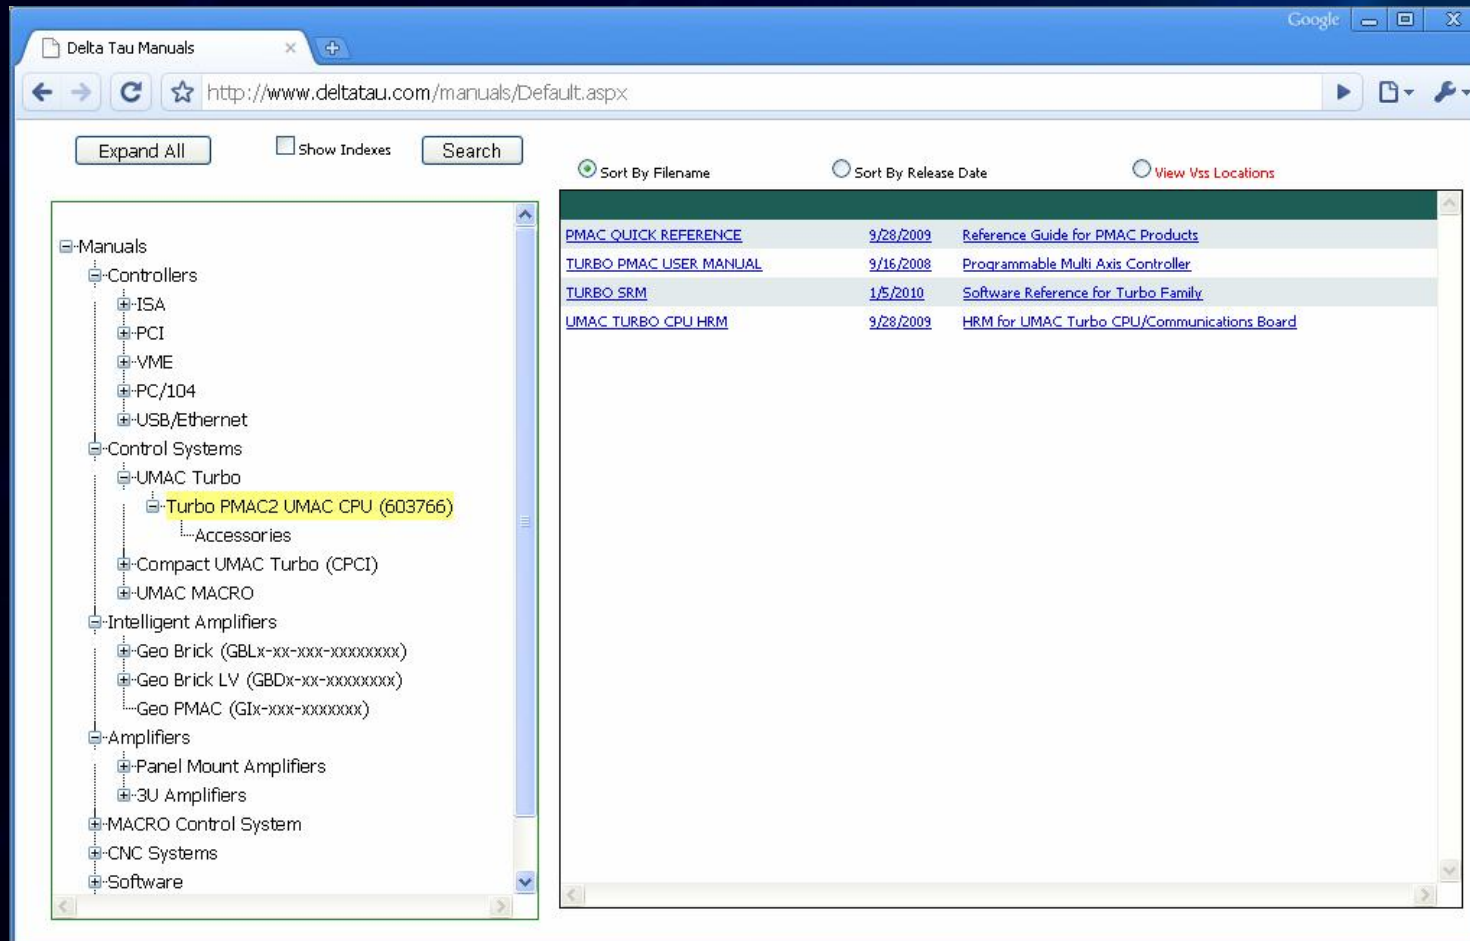 Google
Delta Tau Manuals
http://www.deltatau.com/manuals/Default.aspx
Expand All Show Indexes Search
Sort By Filename Sort By Release Date View Vss Locations
Manuals
Controllers
ISA
PCI
VME
PC/104
USB/Ethernet
Control Systems
UMAC Turbo
Turbo PMAC2 UMAC CPU (603766)
Accessories
Compact UMAC Turbo (CPCI)
UMAC MACRO
Intelligent Amplifiers
Geo Brick (GBLx-xx-xxx-xxxxxxxx)
Geo Brick LV (GBDx-xx-xxxxxxxx)
Geo PMAC (GIx-xxx-xxxxxxx)
Amplifiers
Panel Mount Amplifiers
3U Amplifiers
MACRO Control System
CNC Systems
Software
PMAC QUICK REFERENCE 9/28/2009 Reference Guide for PMAC Products
TURBO PMAC USER MANUAL 9/16/2008 Programmable Multi Axis Controller
TURBO SRM 1/5/2010 Software Reference for Turbo Family
UMAC TURBO CPU HRM 9/28/2009 HRM for UMAC Turbo CPU/Communications Board